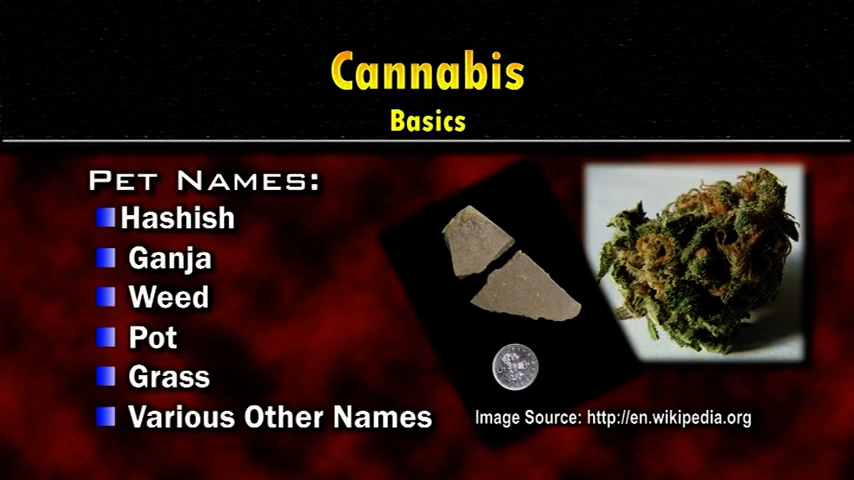 Cannabis
Basics
Pet Names:
Hashish
Ganja
Weed
Pot
Grass
Various Other Names
Image Source: http://en.wikipedia.org